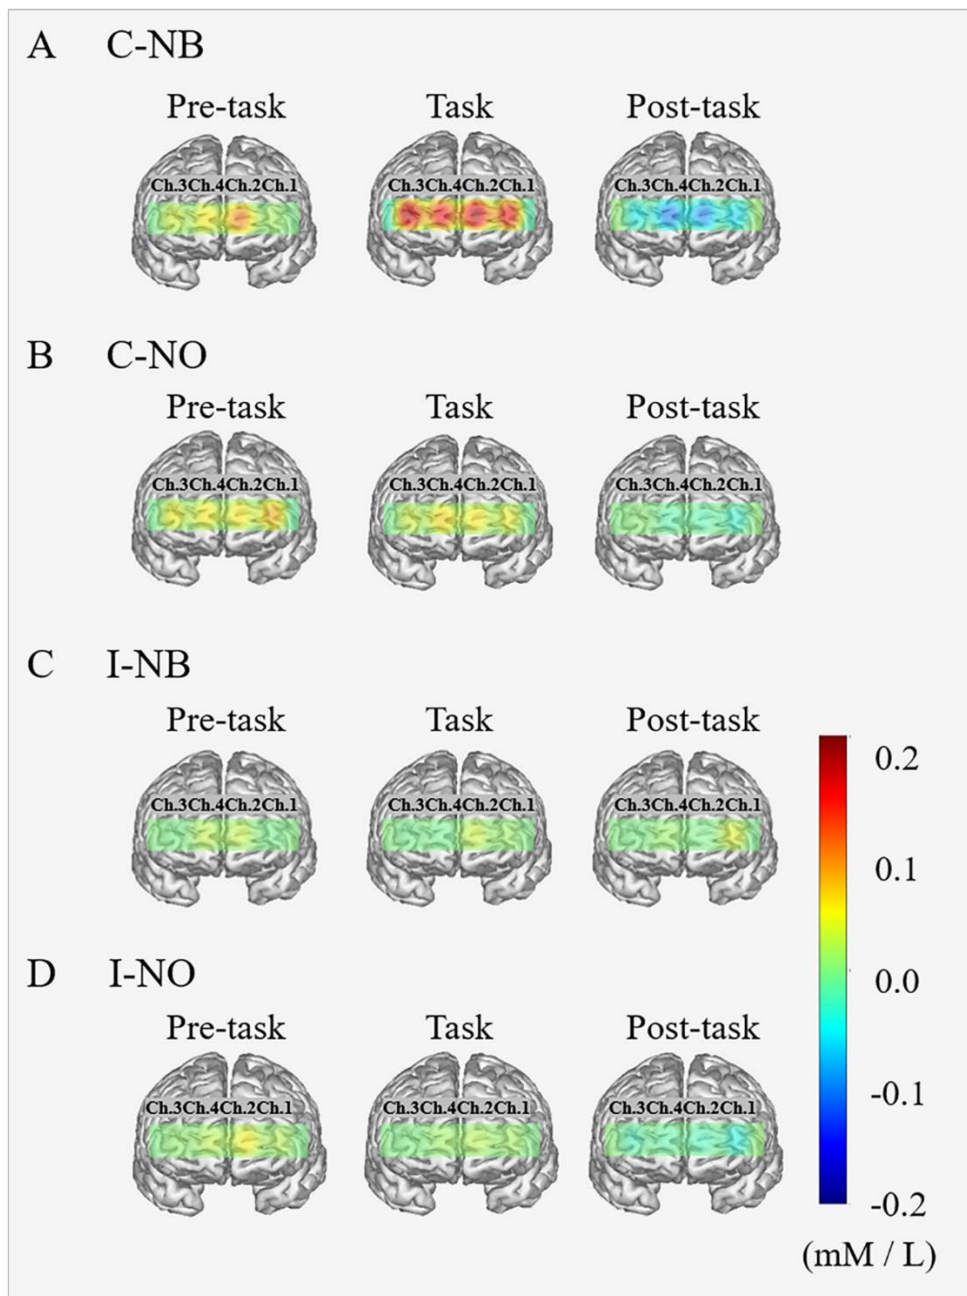 A C-NB
Pre-task Task Post-task
Ch.3Ch.4Ch.2Ch.1 Ch.3Ch.4Ch.2Ch.1 Ch.3Ch.4Ch.2Ch.1
B C-NO
Pre-task Task Post-task
Ch.3Ch.4Ch.2Ch.1 Ch.3Ch.4Ch.2Ch.1 Ch.3Ch.4Ch.2Ch.1
C I-NB
Pre-task Task Post-task
Ch.3Ch.4Ch.2Ch.1 Ch.3Ch.4Ch.2Ch.1 Ch.3Ch.4Ch.2Ch.1
D I-NO
Pre-task Task Post-task
Ch.3Ch.4Ch.2Ch.1 Ch.3Ch.4Ch.2Ch.1 Ch.3Ch.4Ch.2Ch.1
0.2
0.1
0.0
-0.1
-0.2
(mM / L)